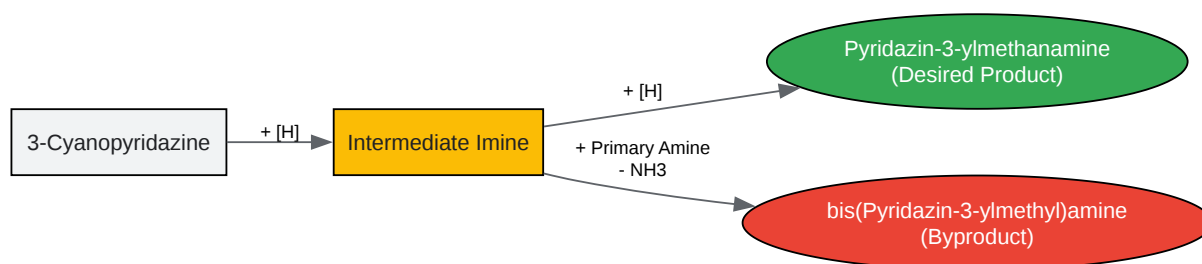 3-Cyanopyridazine
+ [H]
Intermediate Imine
+ [H]
Pyridazin-3-ylmethanamine
(Desired Product)
+ Primary Amine
- NH3
bis(Pyridazin-3-ylmethyl)amine
(Byproduct)